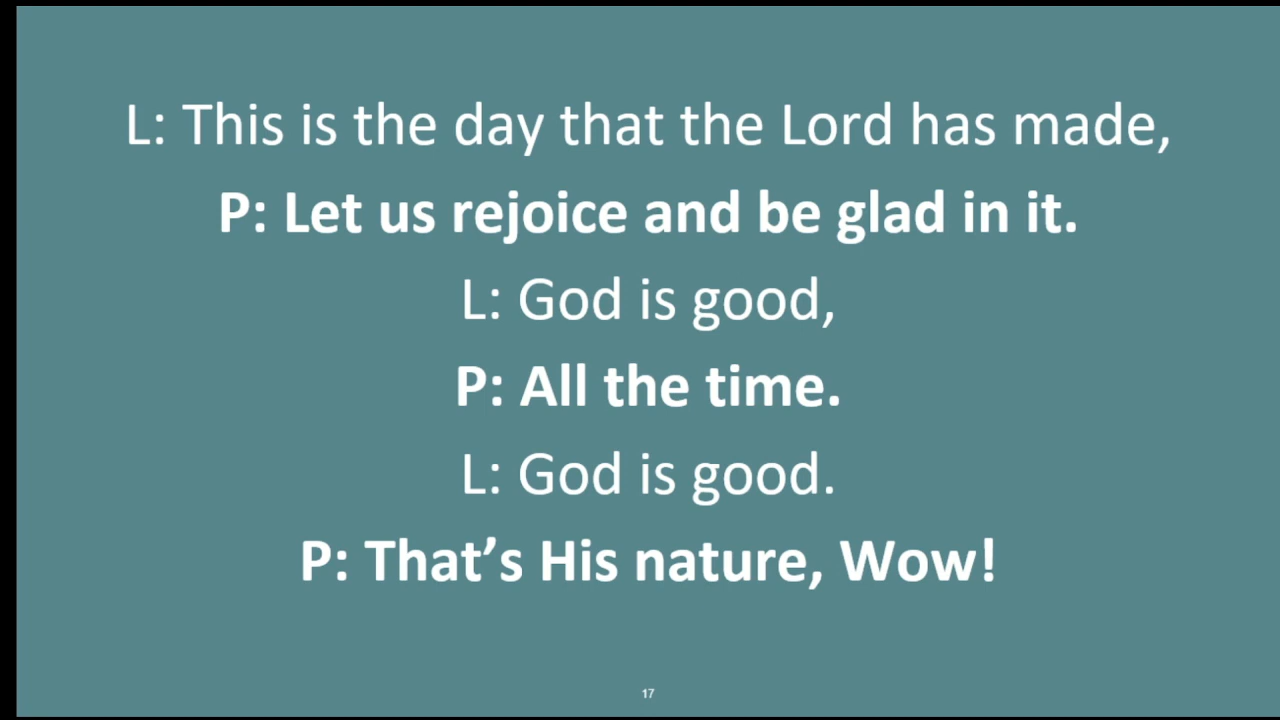 L: This is the day that the Lord has made,
P: Let us rejoice and be glad in it.
L: God is good,
P: All the time.
L: God is good.
P: That’s His nature, Wow!
17